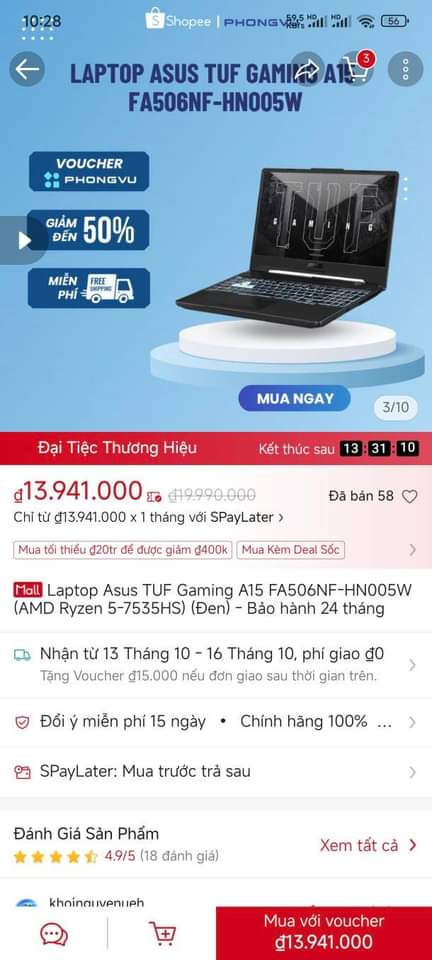 10:28
Shopee | PHONGVU
59,5 KB/s HD HD 56
LAPTOP ASUS TUF GAMING A15
3
FA506NF-HN005W
VOUCHER
PHONGVU
GIẢM ĐẾN 50%
MIỄN PHÍ FREE SHIPPING
TUF
GAMING
MUA NGAY
3/10
Đại Tiệc Thương Hiệu Kết thúc sau 13:31:10
₫13.941.000 ₫19.990.000 Đã bán 58
Chỉ từ ₫13.941.000 x 1 tháng với SPayLater >
Mua tối thiểu ₫20tr để được giảm ₫400k Mua Kèm Deal Sốc
Mall Laptop Asus TUF Gaming A15 FA506NF-HN005W
(AMD Ryzen 5-7535HS) (Đen) - Bảo hành 24 tháng
Nhận từ 13 Tháng 10 - 16 Tháng 10, phí giao ₫0
Tặng Voucher ₫15.000 nếu đơn giao sau thời gian trên.
Đổi ý miễn phí 15 ngày • Chính hãng 100% ...
SPayLater: Mua trước trả sau
Đánh Giá Sản Phẩm
4.9/5 (18 đánh giá) Xem tất cả >
khoinguyenueh
Mua với voucher
₫13.941.000